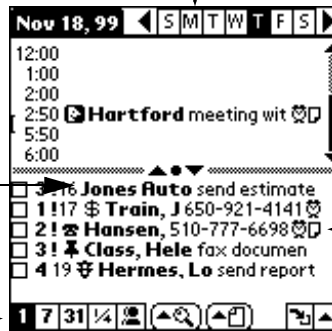 Nov 18, 99 S M T W T F S
12:00
1:00
2:00
2:50 Hartford meeting wit
5:50
6:00
3 16 Jones Auto send estimate
1!17 $ Train, J 650-921-4141
2! Hansen, 510-777-6698
3! Class, Hele fax documen
4 19 Hermes, Lo send report
1 7 31 ¼